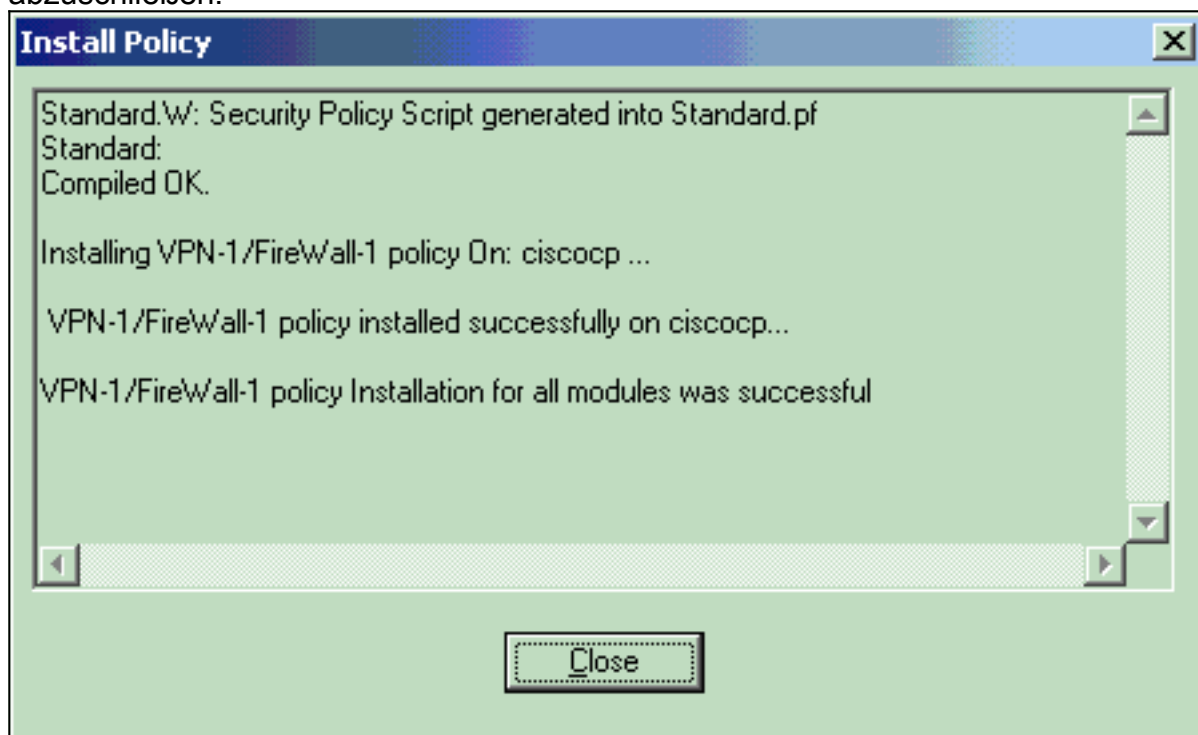 abzuschließen.
Install Policy
Standard.W: Security Policy Script generated into Standard.pf
Standard:
Compiled OK.
Installing VPN-1/FireWall-1 policy On: ciscocp ...
VPN-1/FireWall-1 policy installed successfully on ciscocp...
VPN-1/FireWall-1 policy Installation for all modules was successful
Close